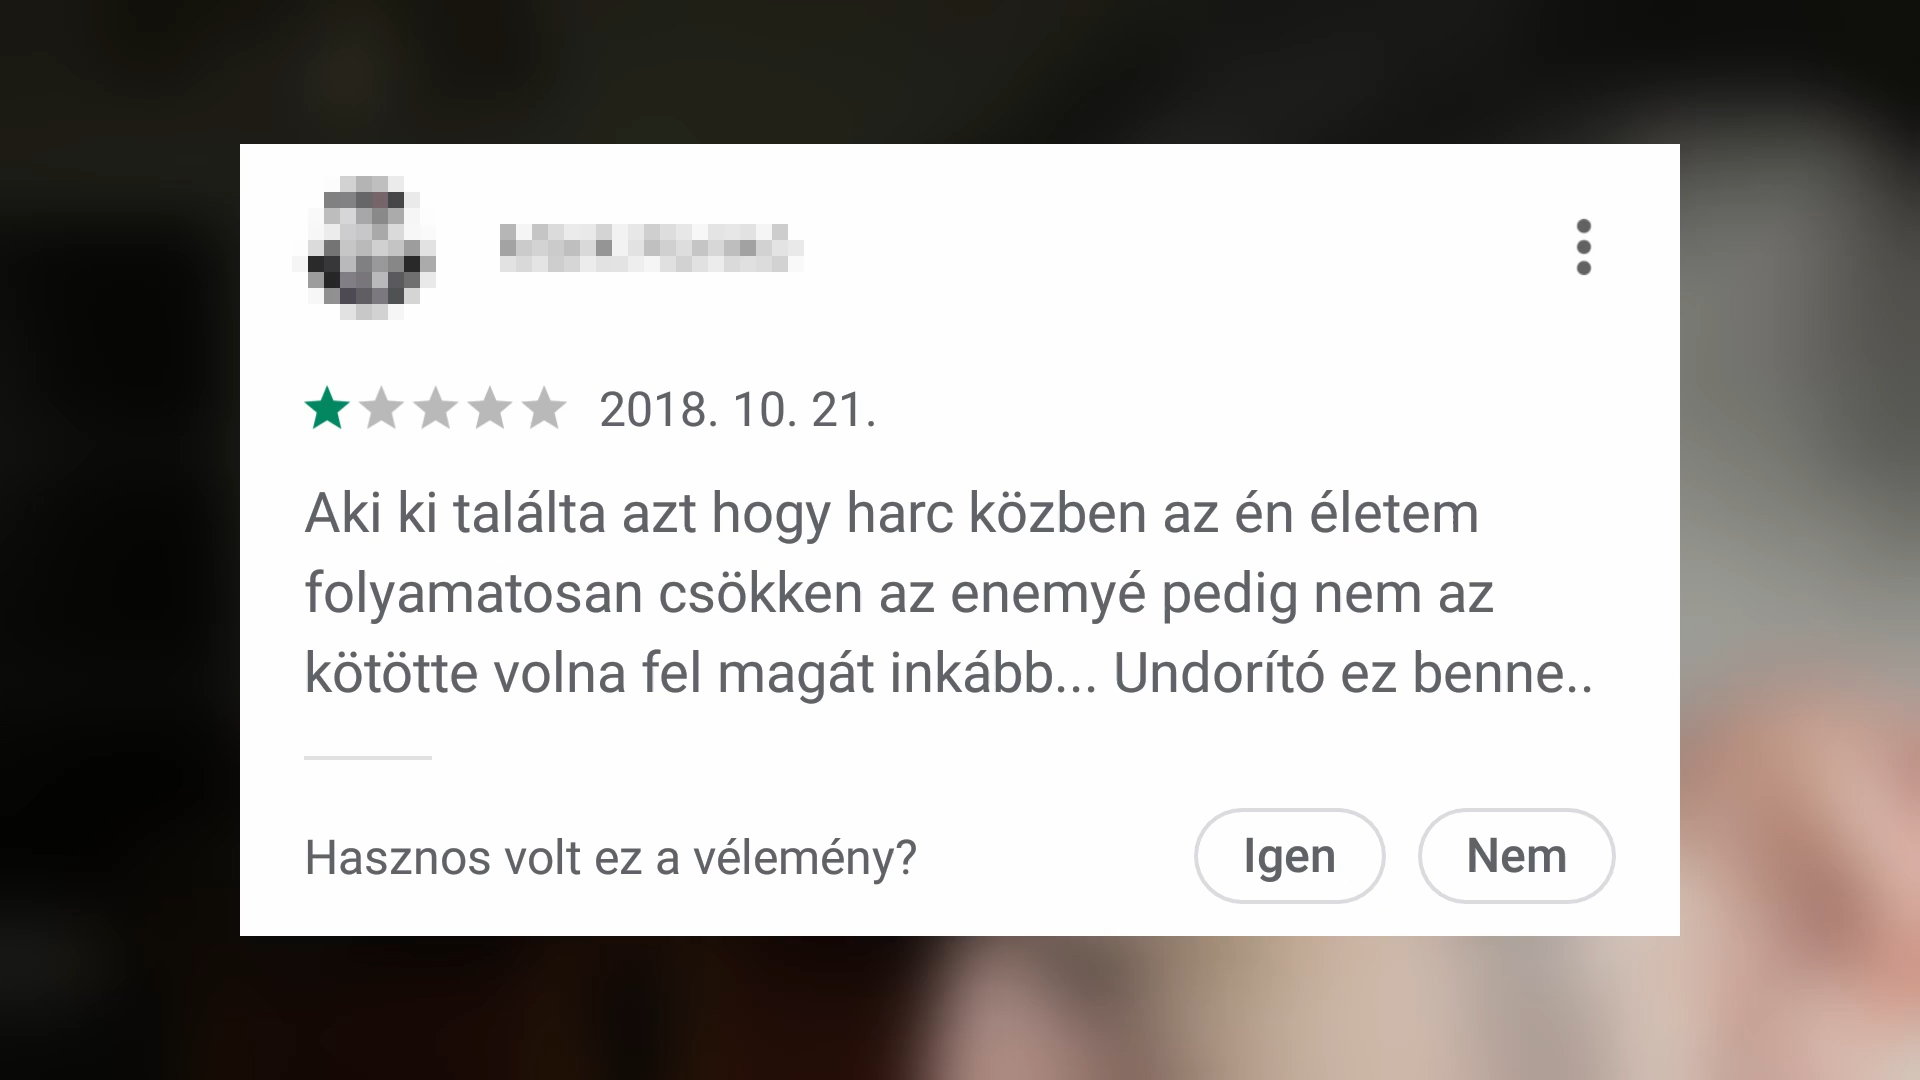 2018. 10. 21.
Aki ki találta azt hogy harc közben az én életem
folyamatosan csökken az enemyé pedig nem az
kötötte volna fel magát inkább... Undorító ez benne..
Hasznos volt ez a vélemény?
Igen
Nem